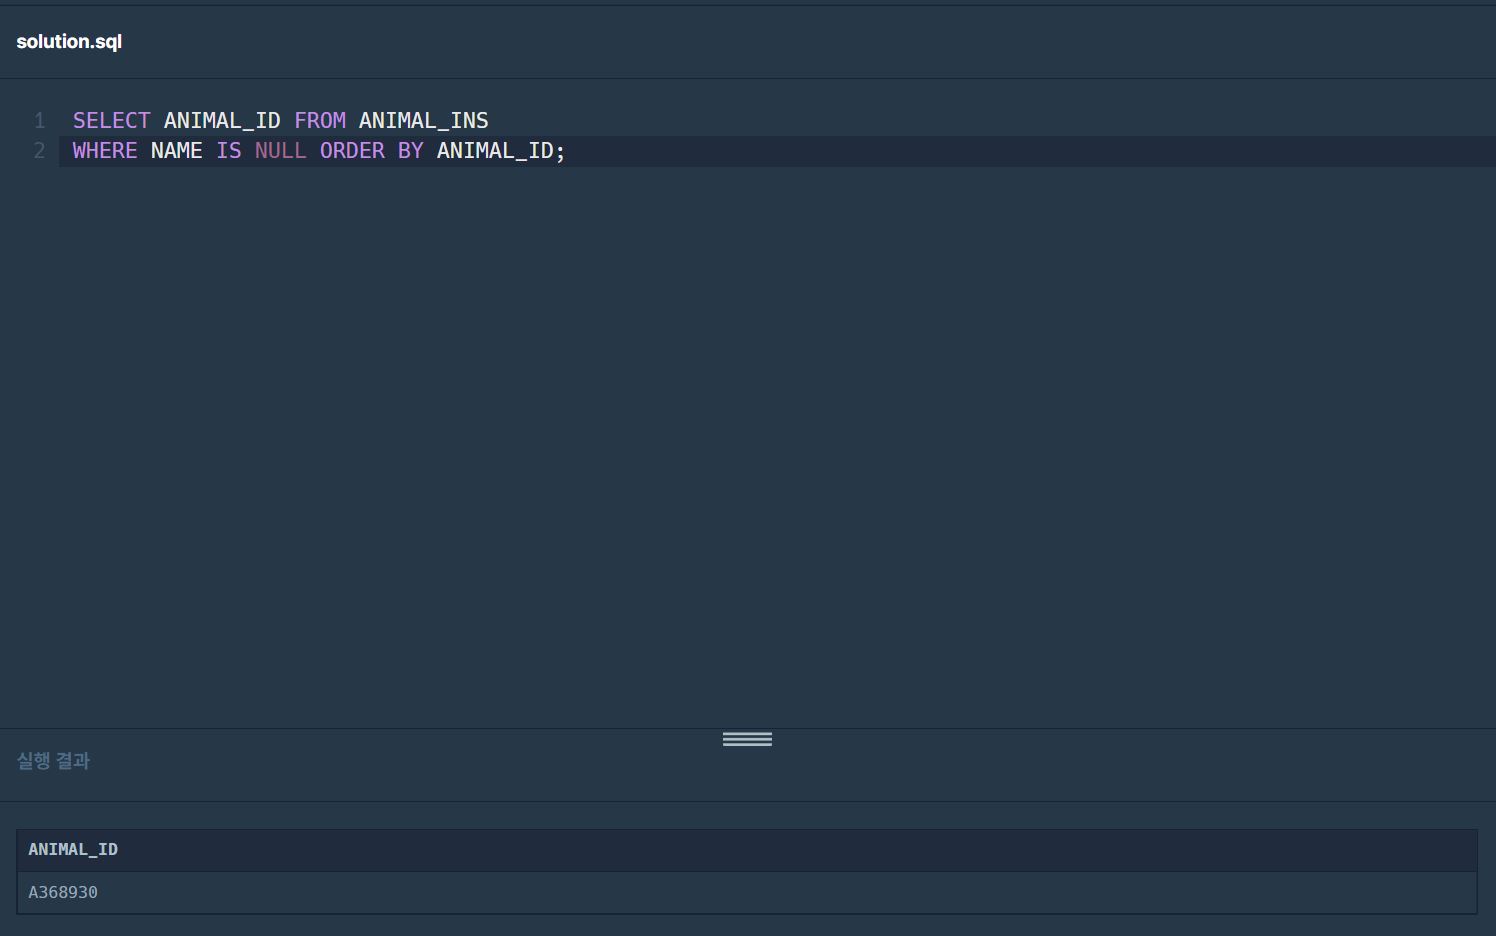 solution.sql
1 SELECT ANIMAL_ID FROM ANIMAL_INS
2 WHERE NAME IS NULL ORDER BY ANIMAL_ID;
실행 결과
ANIMAL_ID
A368930